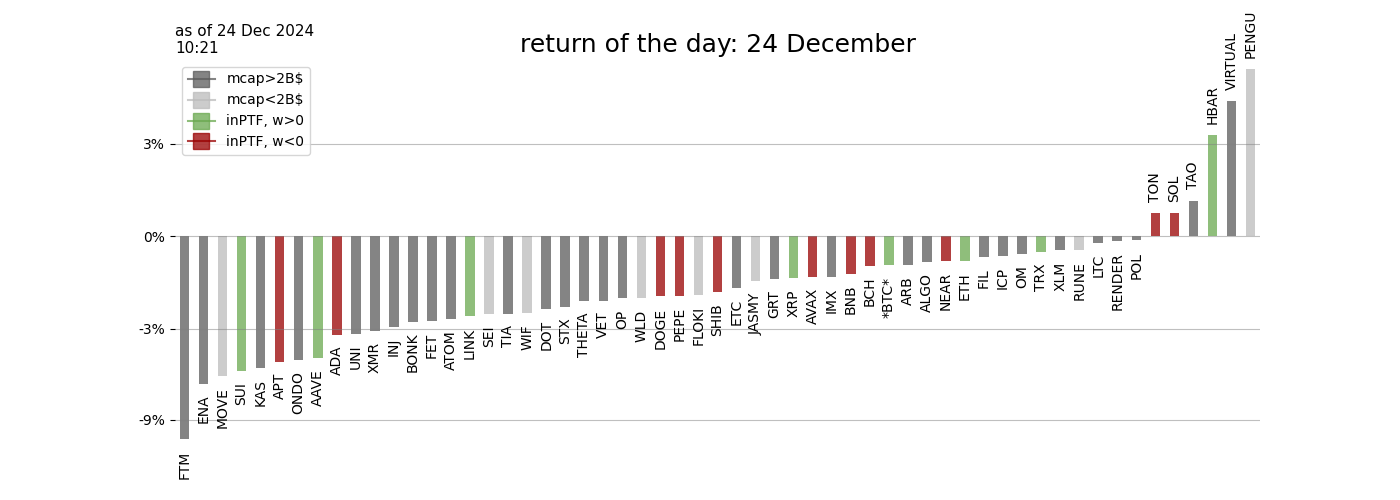 as of 24 Dec 2024
10:21
return of the day: 24 December
mcap>2B$
mcap<2B$
inPTF, w>0
inPTF, w<0
3%
0%
-3%
-9%
FTM
ENA
MOVE
SUI
KAS
APT
ONDO
AAVE
ADA
UNI
XMR
INJ
BONK
FET
ATOM
LINK
SEI
TIA
WIF
DOT
STX
THETA
VET
OP
WLD
DOGE
PEPE
FLOKI
SHIB
ETC
JASMY
GRT
XRP
AVAX
IMX
BNB
BCH
*BTC*
ARB
ALGO
NEAR
ETH
FIL
ICP
OM
TRX
XLM
RUNE
LTC
RENDER
POL
TON
SOL
TAO
HBAR
VIRTUAL
PENGU